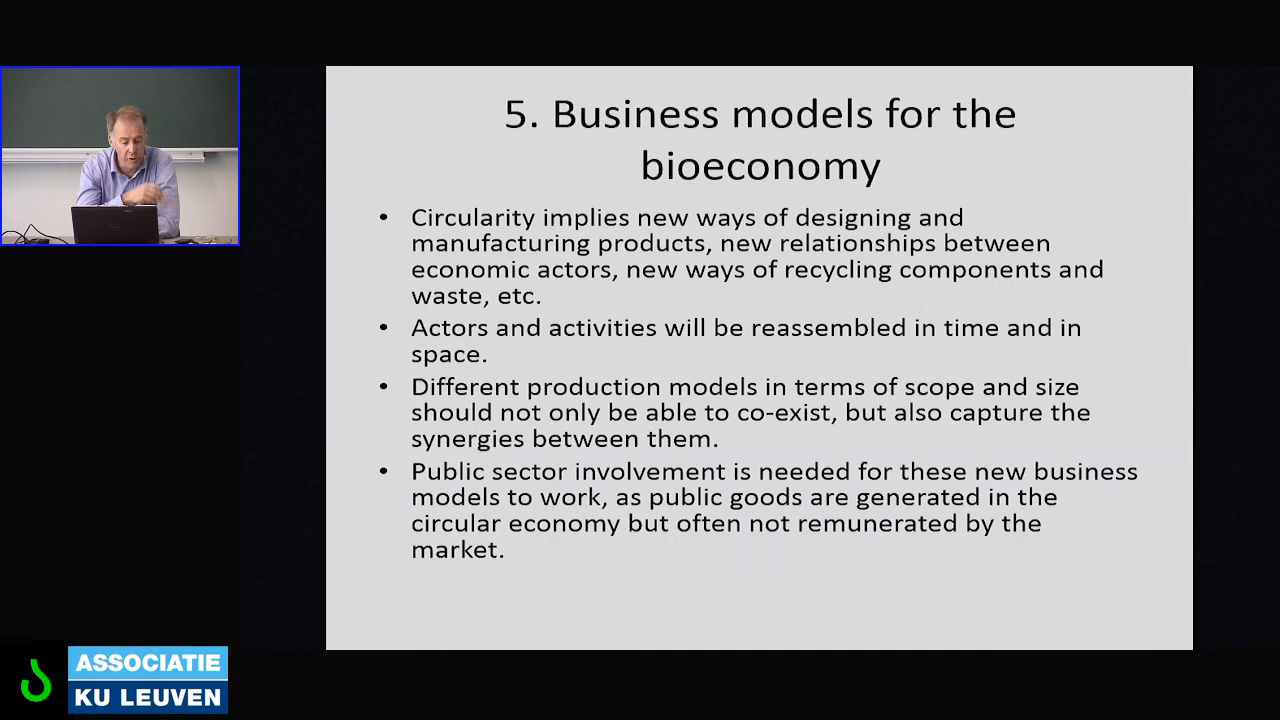 5. Business models for the
bioeconomy
• Circularity implies new ways of designing and
manufacturing products, new relationships between
economic actors, new ways of recycling components and
waste, etc.
• Actors and activities will be reassembled in time and in
space.
• Different production models in terms of scope and size
should not only be able to co-exist, but also capture the
synergies between them.
• Public sector involvement is needed for these new business
models to work, as public goods are generated in the
circular economy but often not remunerated by the
market.
ASSOCIATIE
KU LEUVEN